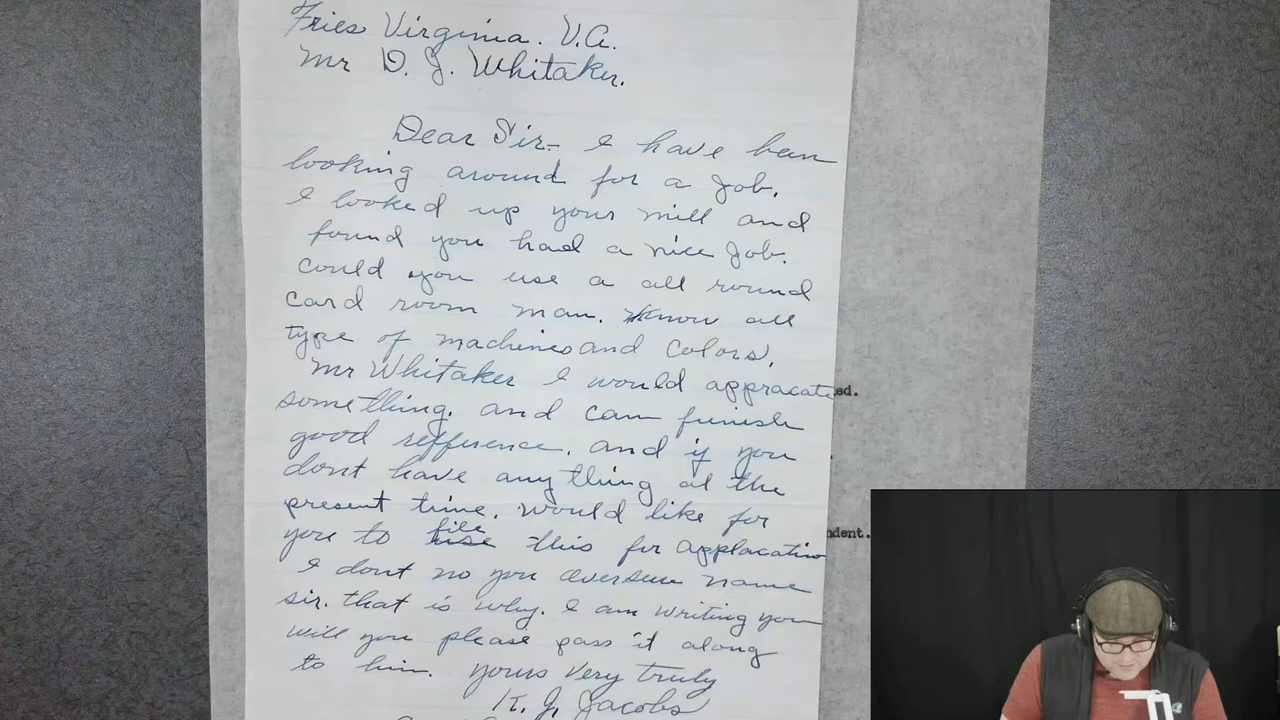 Fries Virginia. V.A.
Mr D. J. Whitaker.
Dear Sir- I have been
looking around for a Job.
I looked up your mill and
found you had a nice Job.
could you use a all round
card room man. Know all
type of machines and Colors.
Mr Whitaker I would appracate
ed.
something. and can funish
good refference. and if you
dont have any thing at the
present time. would like for
file
you to this for applacation
ndent.
I dont no you Overseer name
sir. that is why. I am writing you
will you please pass it along
to him. yours Very truly
K. J. Jacobs